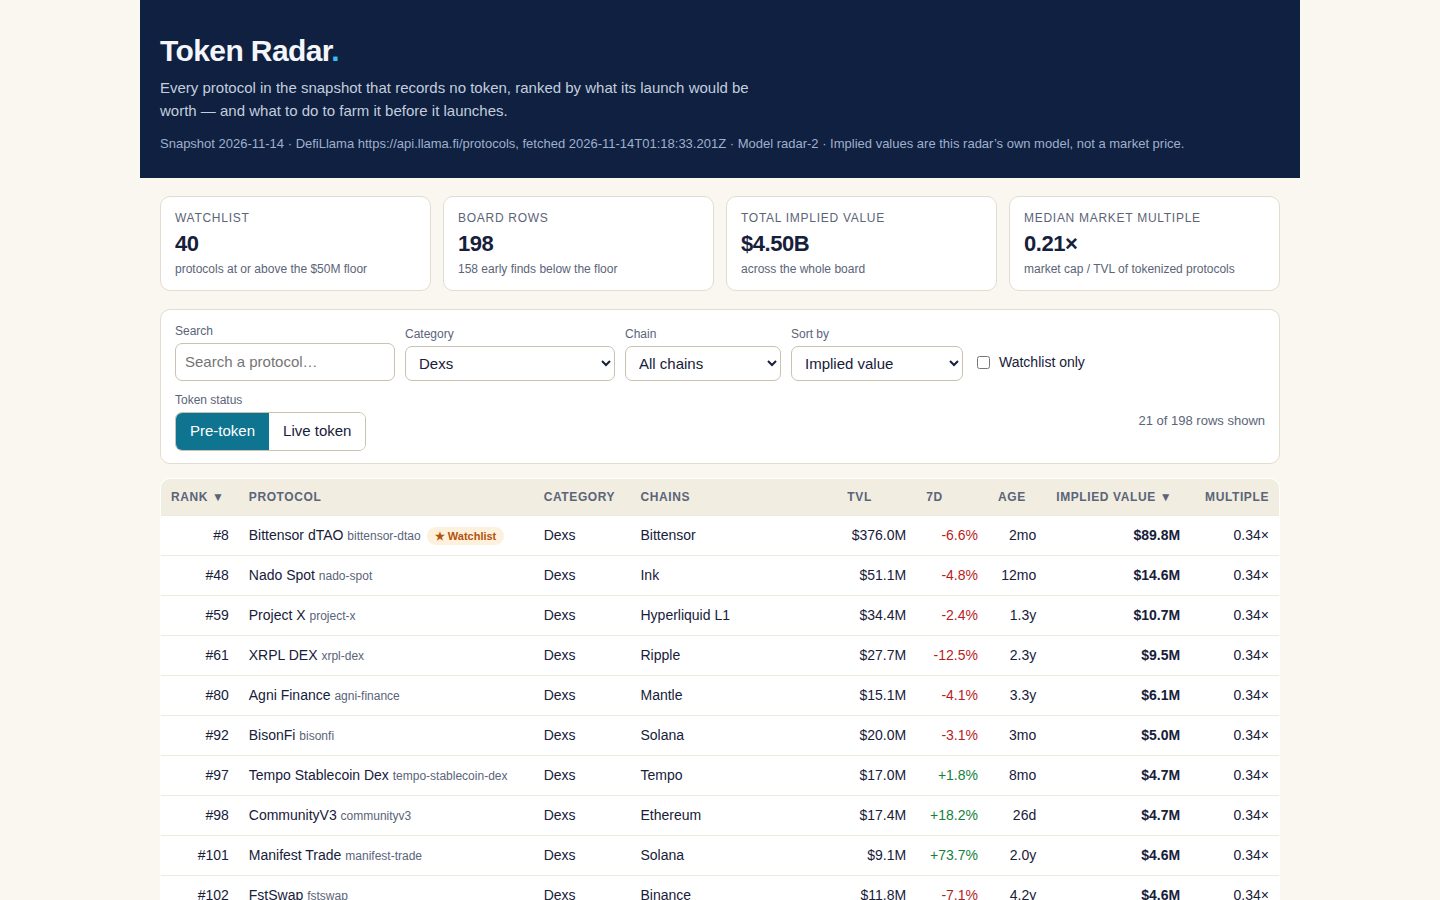 Token Radar.
Every protocol in the snapshot that records no token, ranked by what its launch would be
worth — and what to do to farm it before it launches.
Snapshot 2026-11-14 · DefiLlama https://api.llama.fi/protocols, fetched 2026-11-14T01:18:33.201Z · Model radar-2 · Implied values are this radar’s own model, not a market price.
WATCHLIST
40
protocols at or above the $50M floor
BOARD ROWS
198
158 early finds below the floor
TOTAL IMPLIED VALUE
$4.50B
across the whole board
MEDIAN MARKET MULTIPLE
0.21×
market cap / TVL of tokenized protocols
Search
Search a protocol…
Category
Dexs
Chain
All chains
Sort by
Implied value
Watchlist only
Token status
Pre-token Live token
21 of 198 rows shown
RANK ▼ PROTOCOL CATEGORY CHAINS TVL 7D AGE IMPLIED VALUE ▼ MULTIPLE
#8 Bittensor dTAO bittensor-dtao ★ Watchlist Dexs Bittensor $376.0M -6.6% 2mo $89.8M 0.34×
#48 Nado Spot nado-spot Dexs Ink $51.1M -4.8% 12mo $14.6M 0.34×
#59 Project X project-x Dexs Hyperliquid L1 $34.4M -2.4% 1.3y $10.7M 0.34×
#61 XRPL DEX xrpl-dex Dexs Ripple $27.7M -12.5% 2.3y $9.5M 0.34×
#80 Agni Finance agni-finance Dexs Mantle $15.1M -4.1% 3.3y $6.1M 0.34×
#92 BisonFi bisonfi Dexs Solana $20.0M -3.1% 3mo $5.0M 0.34×
#97 Tempo Stablecoin Dex tempo-stablecoin-dex Dexs Tempo $17.0M +1.8% 8mo $4.7M 0.34×
#98 CommunityV3 communityv3 Dexs Ethereum $17.4M +18.2% 26d $4.7M 0.34×
#101 Manifest Trade manifest-trade Dexs Solana $9.1M +73.7% 2.0y $4.6M 0.34×
#102 FstSwap fstswap Dexs Binance $11.8M -7.1% 4.2y $4.6M 0.34×